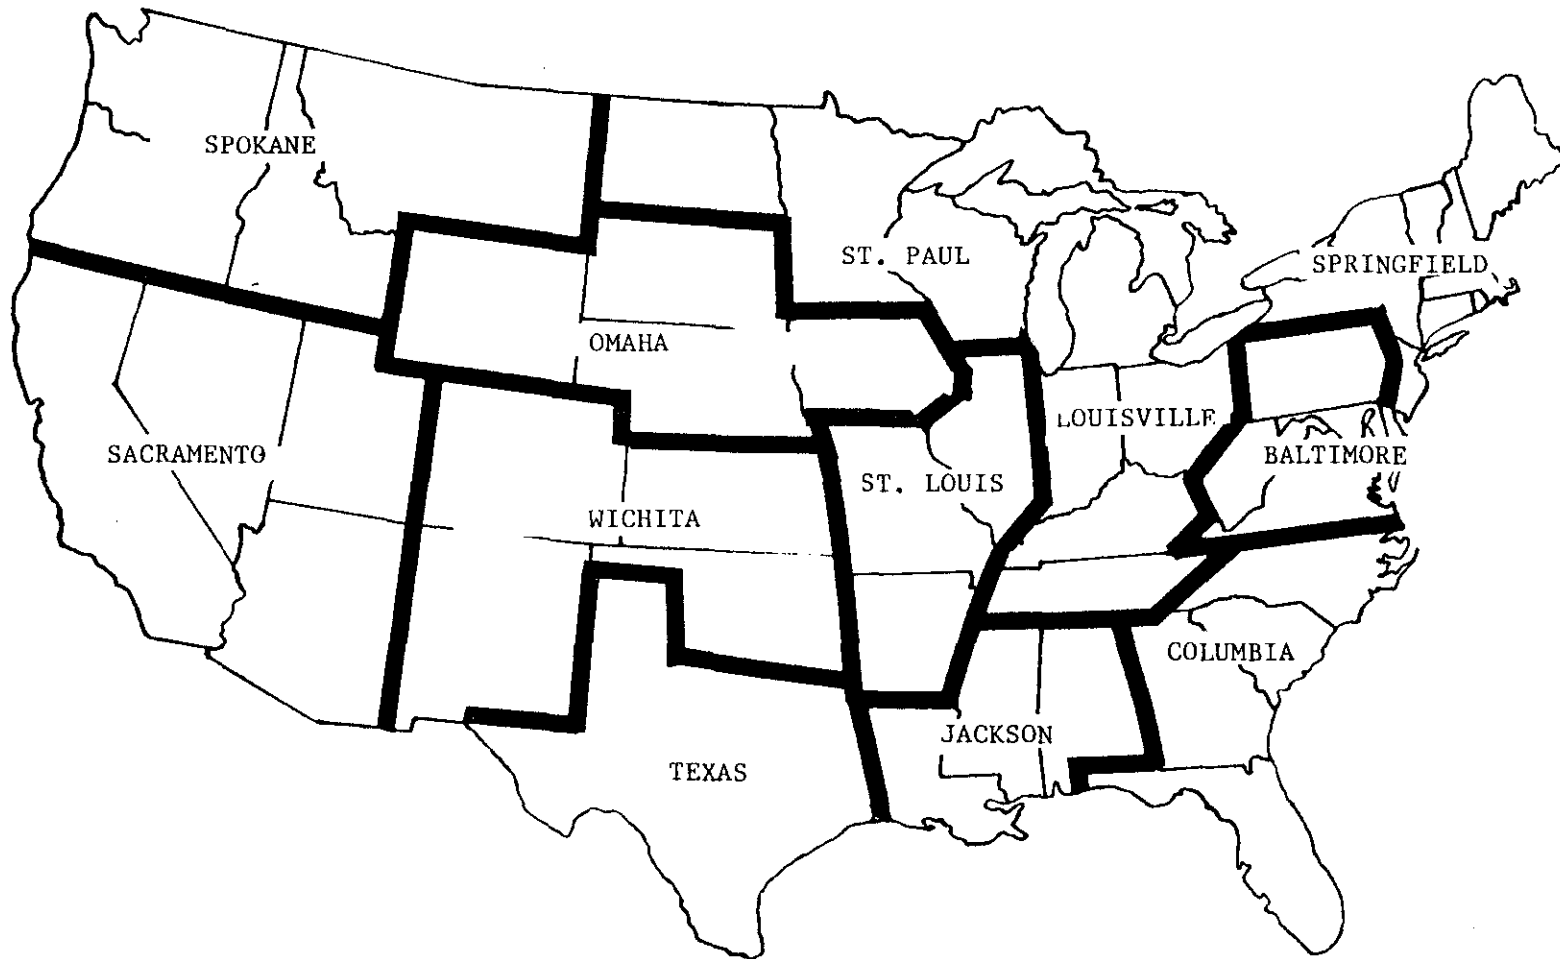 SPOKANE
ST. PAUL
SPRINGFIELD
OMAHA
LOUISVILLE
SACRAMENTO
BALTIMORE
ST. LOUIS
WICHITA
COLUMBIA
JACKSON
TEXAS